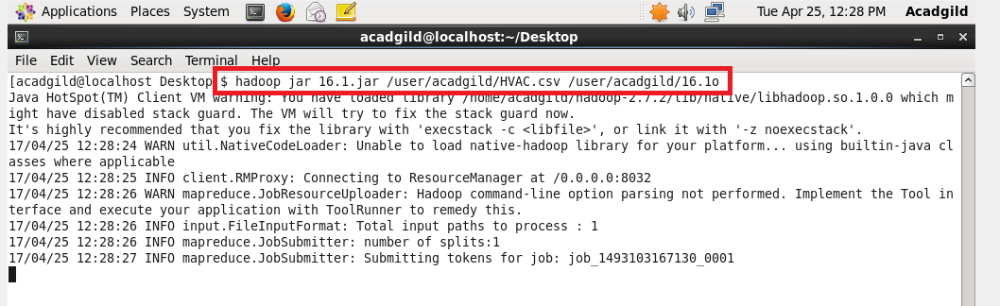 Applications Places System Tue Apr 25, 12:28 PM Acadgild
acadgild@localhost:~/Desktop
File Edit View Search Terminal Help
[acadgild@localhost Desktop $ hadoop jar 16.1.jar /user/acadgild/HVAC.csv /user/acadgild/16.1o
Java HotSpot(TM) Client VM warning: You have loaded library /home/acadgild/hadoop-2.7.2/lib/native/libhadoop.so.1.0.0 which m
ight have disabled stack guard. The VM will try to fix the stack guard now.
It's highly recommended that you fix the library with 'execstack -c <libfile>', or link it with '-z noexecstack'.
17/04/25 12:28:24 WARN util.NativeCodeLoader: Unable to load native-hadoop library for your platform... using builtin-java cl
asses where applicable
17/04/25 12:28:25 INFO client.RMProxy: Connecting to ResourceManager at /0.0.0.0:8032
17/04/25 12:28:26 WARN mapreduce.JobResourceUploader: Hadoop command-line option parsing not performed. Implement the Tool in
terface and execute your application with ToolRunner to remedy this.
17/04/25 12:28:26 INFO input.FileInputFormat: Total input paths to process : 1
17/04/25 12:28:26 INFO mapreduce.JobSubmitter: number of splits:1
17/04/25 12:28:27 INFO mapreduce.JobSubmitter: Submitting tokens for job: job_1493103167130_0001